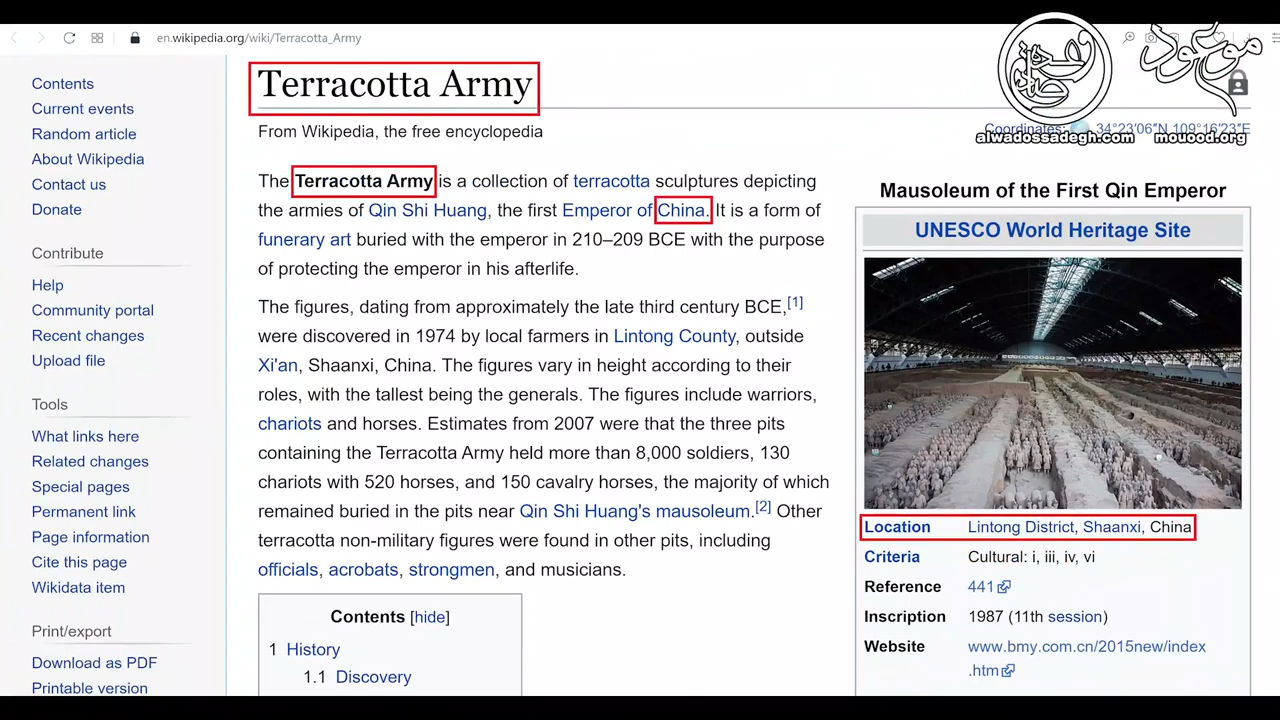 en.wikipedia.org/wiki/Terracotta_Army
موعود
alwadossadegh.com
mouood.org
Contents
Current events
Random article
About Wikipedia
Contact us
Donate
Contribute
Help
Community portal
Recent changes
Upload file
Tools
What links here
Related changes
Special pages
Permanent link
Page information
Cite this page
Wikidata item
Print/export
Download as PDF
Printable version
Terracotta Army
From Wikipedia, the free encyclopedia
Coordinates: 34°23′06″N 109°16′23″E
The Terracotta Army is a collection of terracotta sculptures depicting
the armies of Qin Shi Huang, the first Emperor of China. It is a form of
funerary art buried with the emperor in 210–209 BCE with the purpose
of protecting the emperor in his afterlife.
The figures, dating from approximately the late third century BCE,[1]
were discovered in 1974 by local farmers in Lintong County, outside
Xi'an, Shaanxi, China. The figures vary in height according to their
roles, with the tallest being the generals. The figures include warriors,
chariots and horses. Estimates from 2007 were that the three pits
containing the Terracotta Army held more than 8,000 soldiers, 130
chariots with 520 horses, and 150 cavalry horses, the majority of which
remained buried in the pits near Qin Shi Huang's mausoleum.[2] Other
terracotta non-military figures were found in other pits, including
officials, acrobats, strongmen, and musicians.
Contents [hide]
1 History
1.1 Discovery
Mausoleum of the First Qin Emperor
UNESCO World Heritage Site
Location Lintong District, Shaanxi, China
Criteria Cultural: i, iii, iv, vi
Reference 441
Inscription 1987 (11th session)
Website www.bmy.com.cn/2015new/index
.htm